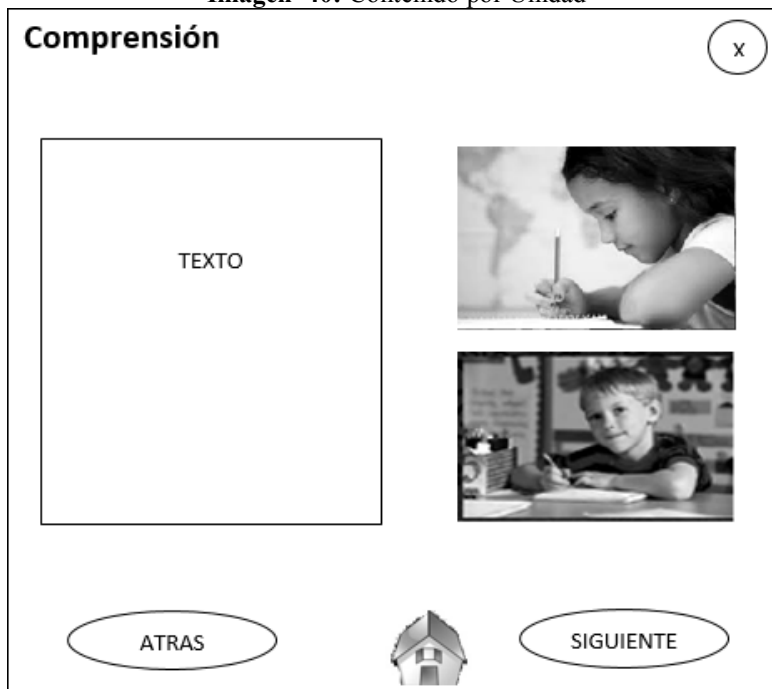 Imagen 40: Contenido por Unidad
Comprensión
x
TEXTO
ATRAS
SIGUIENTE